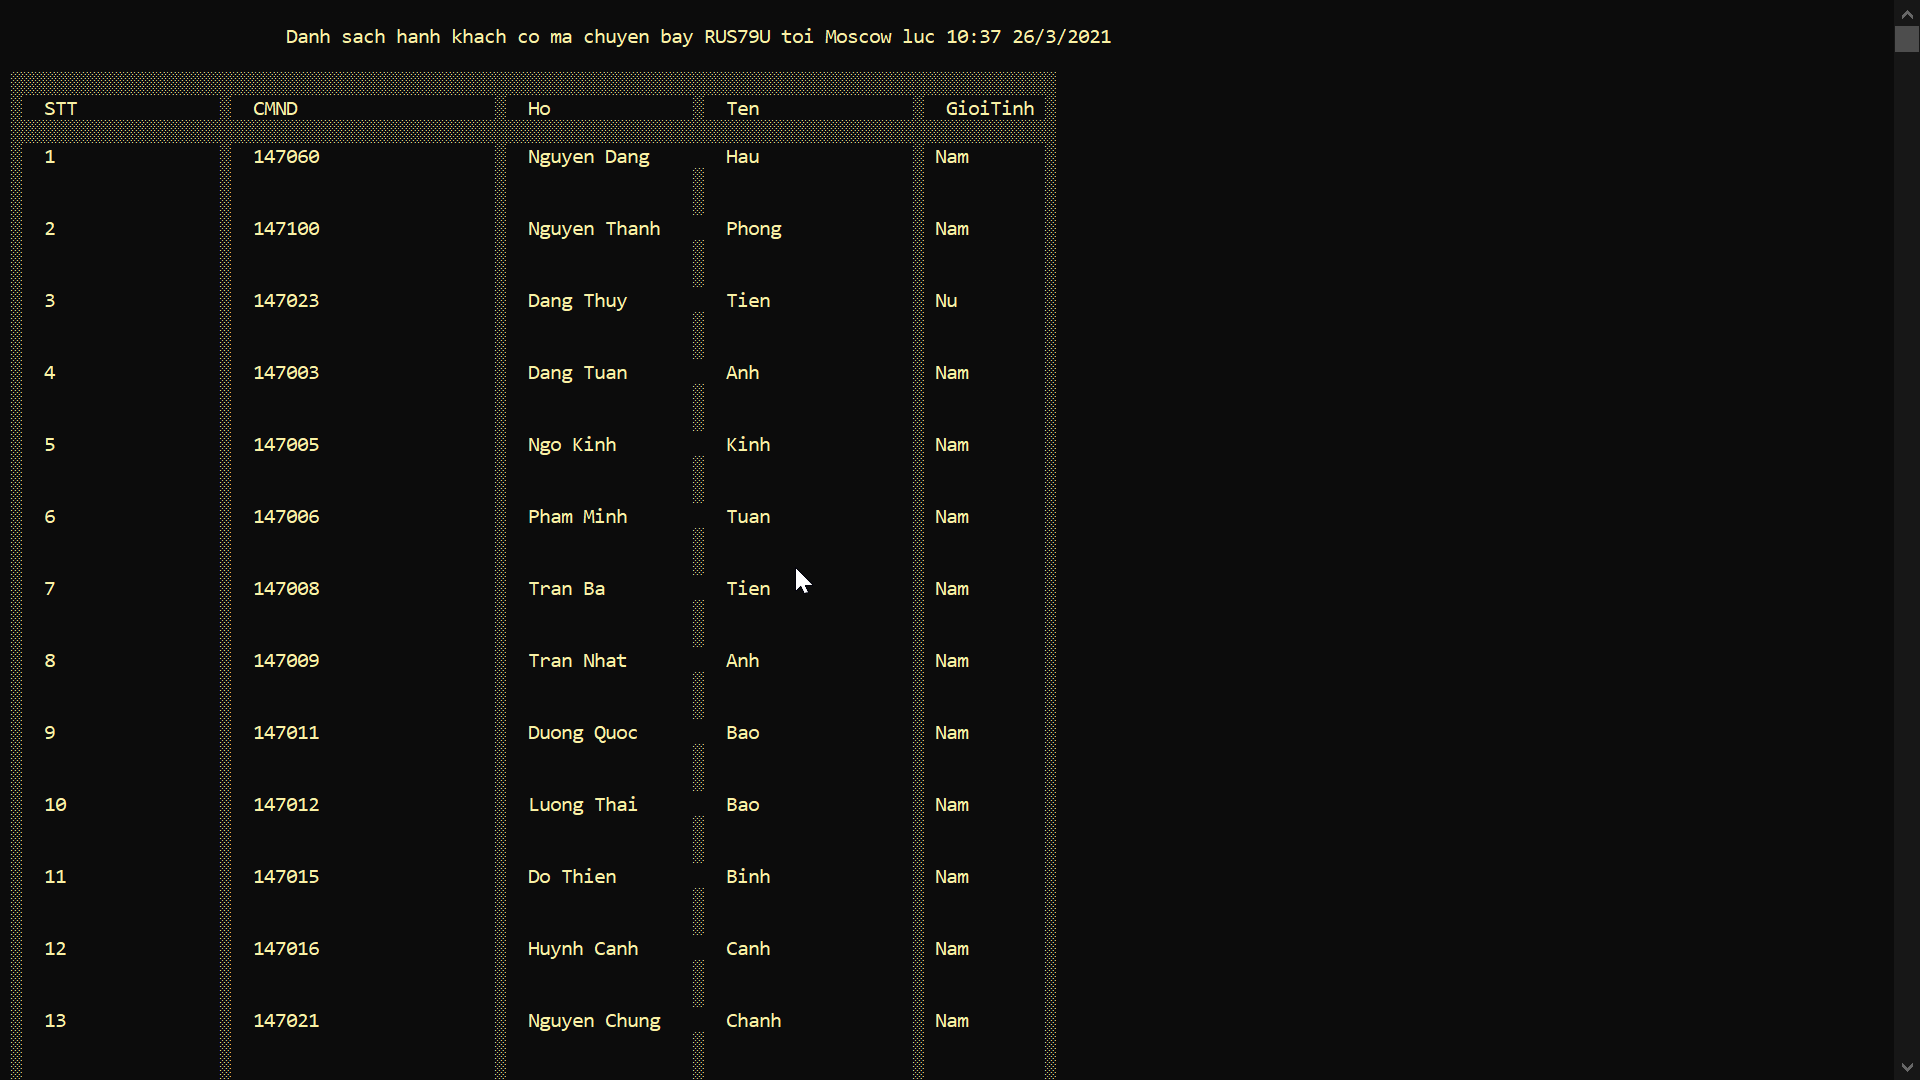 Danh sach hanh khach co ma chuyen bay RUS79U toi Moscow luc 10:37 26/3/2021
STT CMND Ho Ten GioiTinh
1 147060 Nguyen Dang Hau Nam
2 147100 Nguyen Thanh Phong Nam
3 147023 Dang Thuy Tien Nu
4 147003 Dang Tuan Anh Nam
5 147005 Ngo Kinh Kinh Nam
6 147006 Pham Minh Tuan Nam
7 147008 Tran Ba Tien Nam
8 147009 Tran Nhat Anh Nam
9 147011 Duong Quoc Bao Nam
10 147012 Luong Thai Bao Nam
11 147015 Do Thien Binh Nam
12 147016 Huynh Canh Canh Nam
13 147021 Nguyen Chung Chanh Nam